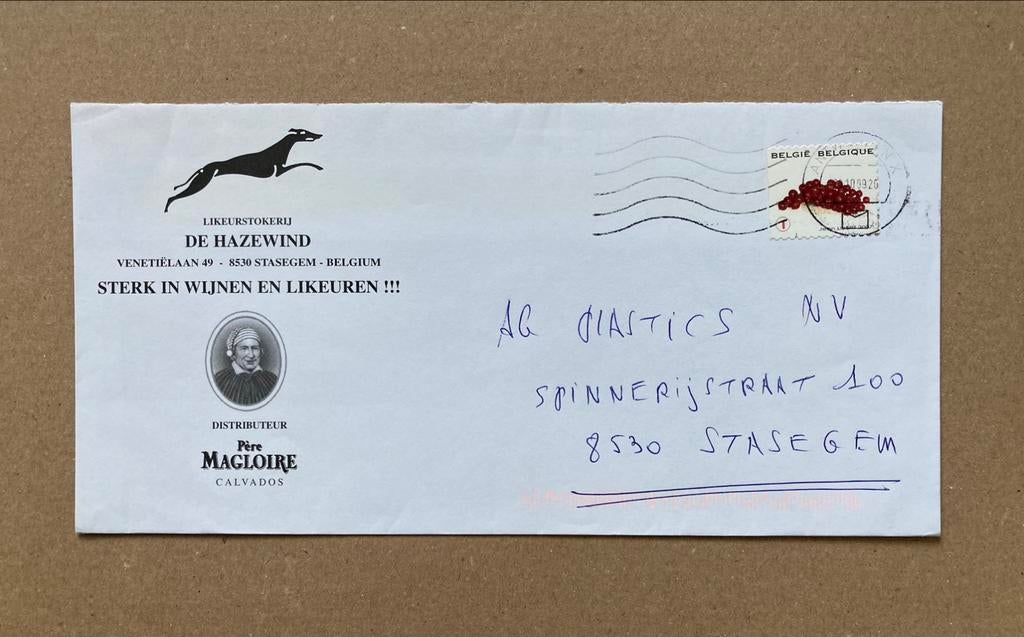 LIKEURSTOKERIJ
DE HAZEWIND
VENETIËLAAN 49 - 8530 STASEGEM - BELGIUM
STERK IN WIJNEN EN LIKEUREN !!!
DISTRIBUTEUR
Père
MAGLOIRE
CALVADOS
BELGIË BELGIQUE
AG PLASTICS NV
SPINNERIJSTRAAT 100
8530 STASEGEM